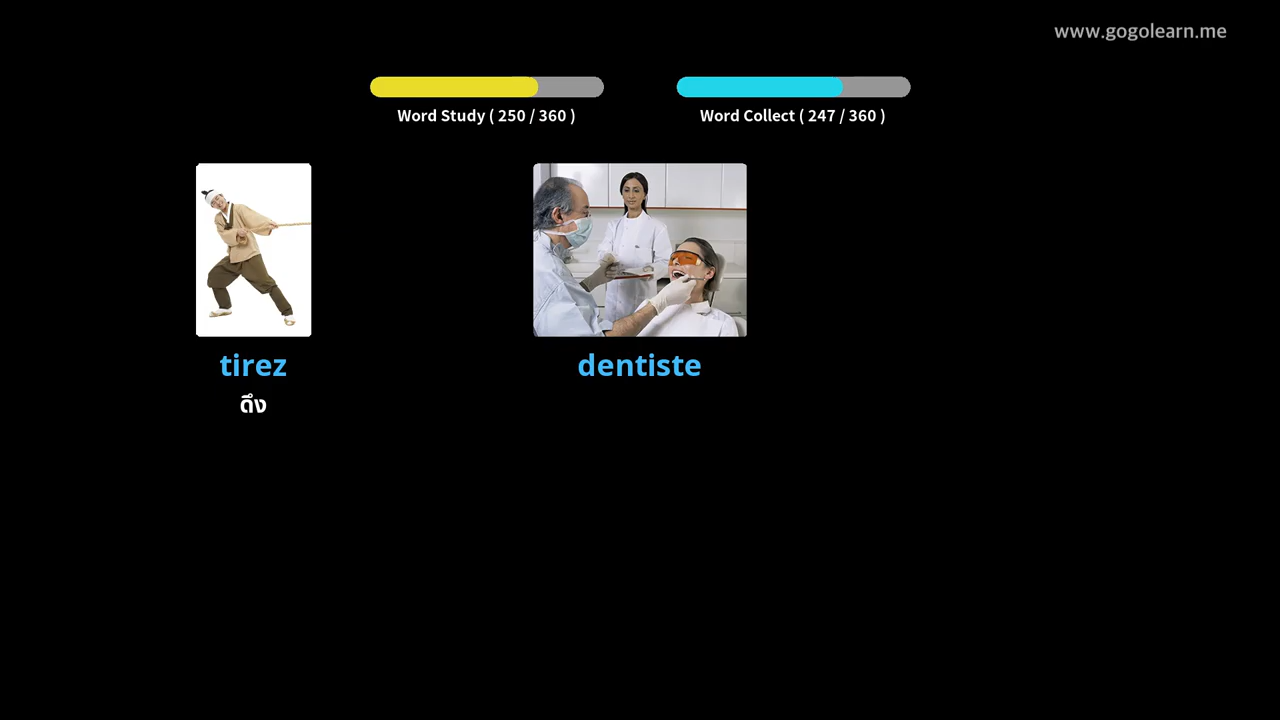 www.gogolearn.me
Word Study ( 250 / 360 )
Word Collect ( 247 / 360 )
tirez
dentiste
ดึง